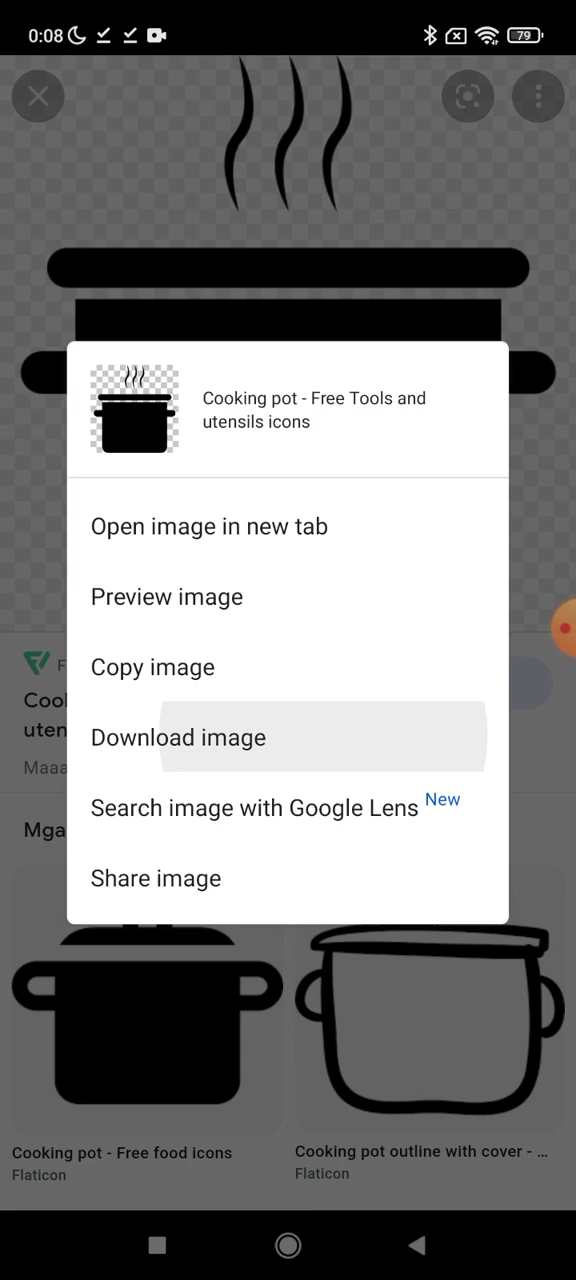 0:08
79
Cooking pot - Free Tools and
utensils icons
Open image in new tab
Preview image
Copy image
Download image
Search image with Google Lens New
Share image
F
Cool
uten
Maaa
Mga
Cooking pot - Free food icons
Flaticon
Cooking pot outline with cover - ...
Flaticon